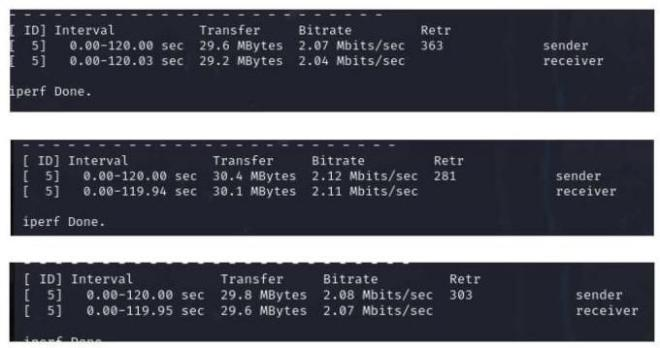 [ ID] Interval Transfer Bitrate Retr
[ 5] 0.00-120.00 sec 29.6 MBytes 2.07 Mbits/sec 363 sender
[ 5] 0.00-120.03 sec 29.2 MBytes 2.04 Mbits/sec receiver
iperf Done.
- - - - - - - - - - - - - - - - - - - - - - - - -
[ ID] Interval Transfer Bitrate Retr
[ 5] 0.00-120.00 sec 30.4 MBytes 2.12 Mbits/sec 281 sender
[ 5] 0.00-119.94 sec 30.1 MBytes 2.11 Mbits/sec receiver
iperf Done.
[ ID] Interval Transfer Bitrate Retr
[ 5] 0.00-120.00 sec 29.8 MBytes 2.08 Mbits/sec 303 sender
[ 5] 0.00-119.95 sec 29.6 MBytes 2.07 Mbits/sec receiver
iperf Done.